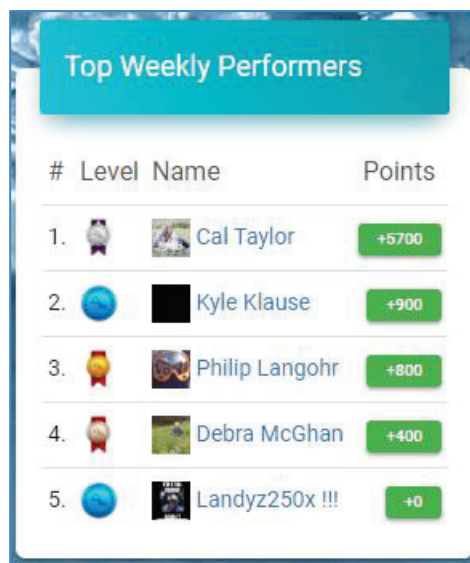 Top Weekly Performers
# Level Name Points
1. Cal Taylor +5700
2. Kyle Klause +900
3. Philip Langohr +800
4. Debra McGhan +400
5. Landyz250x !!! +0